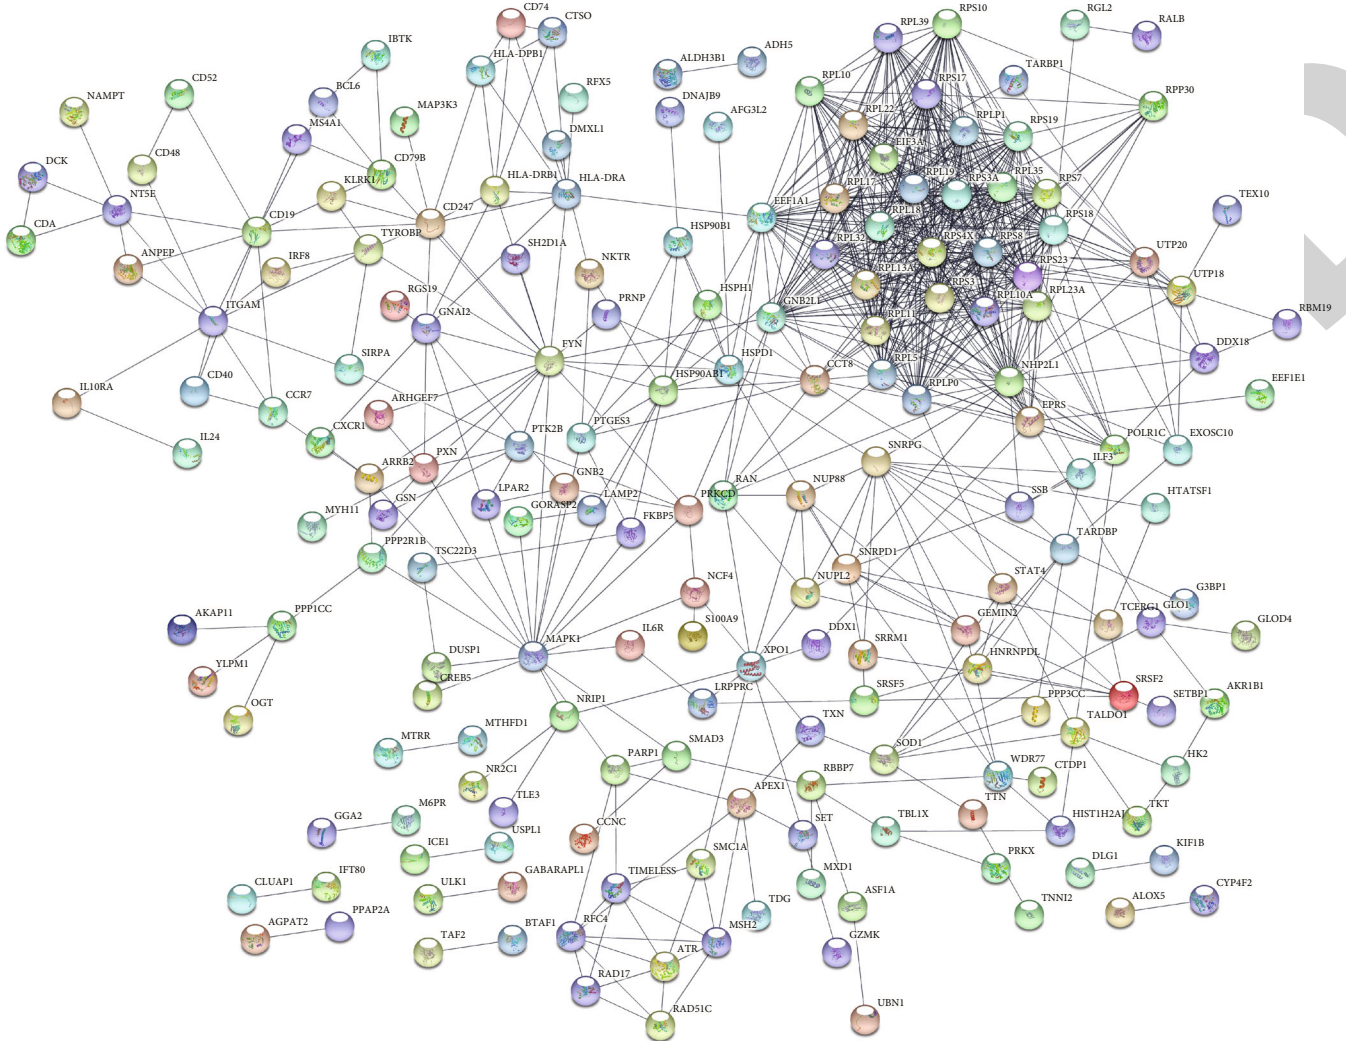 CD74
CTSO
RPL39
RPS10
RGL2
RALB
IBTK
HLA-DPB1
ALDH3B1
ADH5
TARBP1
CD52
BCL6
RFX5
RPL10
RPS17
NAMPT
MAP3K3
DNAJB9
AFG3L2
RPL22
RPLP1
RPS19
RPP30
MS4A1
DMXL1
EIF3A
CD48
CD79B
DCK
KLRK1
HLA-DRB1
HLA-DRA
RPL17
RPL19
RPS3A
RPL35
RPS7
NT5E
CD19
CD247
EEF1A1
TEX10
CDA
TYROBP
RPL18
RPS18
ANPEP
IRF8
SH2D1A
HSP90B1
RPL32
RPS4X
RPS8
UTP20
RPS23
UTP18
NKTR
RPL13A
RPS3
RPL10A
RPL23A
ITGAM
RGS19
GNAI2
PRNP
HSPH1
GNB2L1
RPL11
RBM19
DDX18
SIRPA
FYN
HSPD1
CCT8
RPL5
NHP2L1
CD40
HSP90AB1
RPLP0
EEF1E1
IL10RA
CCR7
ARHGEF7
EPRS
CXCR1
PTK2B
PTGES3
POLR1C
EXOSC10
IL24
ARRB2
PXN
SNRPG
ILF3
GSN
LPAR2
GNB2
LAMP2
PRKCD
RAN
NUP88
SSB
HTATSF1
MYH11
GORASP2
FKBP5
TARDBP
PPP2R1B
TSC22D3
SNRPD1
STAT4
NCF4
NUPL2
G3BP1
AKAP11
PPP1CC
S100A9
GEMIN2
TCERG1
GLO1
GLOD4
MAPK1
IL6R
DDX1
YLPM1
DUSP1
XPO1
SRRM1
HNRNPDL
CREB5
LRPPRC
SRSF5
SRSF2
OGT
NRIP1
PPP3CC
SETBP1
AKR1B1
TXN
TALDO1
MTRR
MTHFD1
SMAD3
SOD1
PARP1
WDR77
CTDP1
HK2
NR2C1
RBBP7
APEX1
TTN
TLE3
M6PR
GGA2
CCNC
SET
TBL1X
HIST1H2AJ
TKT
ICE1
USPL1
SMC1A
IFT80
PRKX
DLG1
KIF1B
CLUAP1
ULK1
GABARAPL1
TIMELESS
MXD1
TDG
ASF1A
TNNI2
ALOX5
CYP4F2
AGPAT2
PPAP2A
TAF2
BTAF1
RFC4
MSH2
GZMK
ATR
RAD17
RAD51C
UBN1